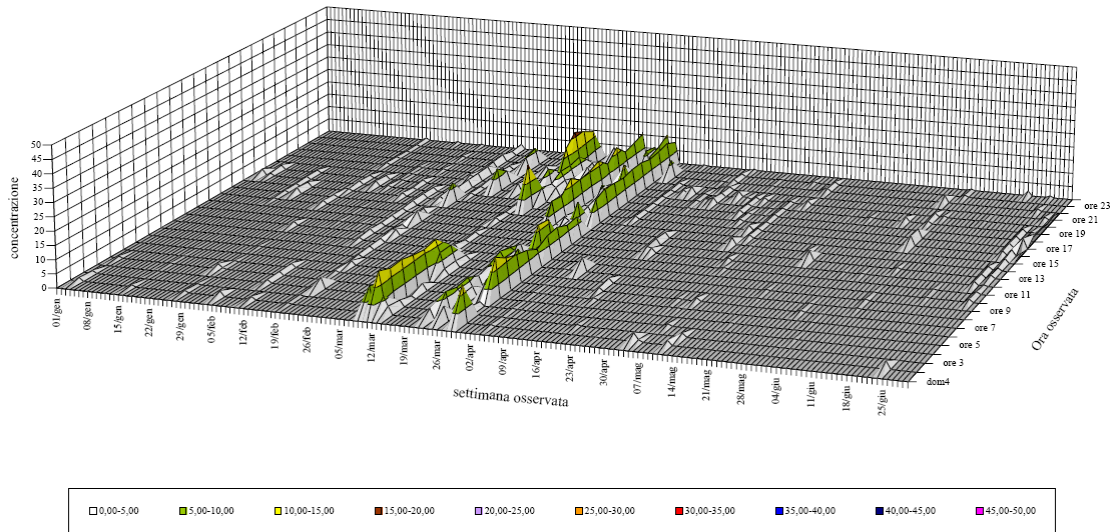 concentrazione
50
45
40
35
30
25
20
15
10
5
0
01/gen
08/gen
15/gen
22/gen
29/gen
05/feb
12/feb
19/feb
26/feb
05/mar
12/mar
19/mar
26/mar
02/apr
09/apr
16/apr
23/apr
30/apr
07/mag
14/mag
21/mag
28/mag
04/giu
11/giu
18/giu
25/giu
settimana osservata
ore 23
ore 21
ore 19
ore 17
ore 15
ore 13
ore 11
ore 9
ore 7
ore 5
ore 3
dom4
Ora osservata
0,00-5,00 5,00-10,00 10,00-15,00 15,00-20,00 20,00-25,00 25,00-30,00 30,00-35,00 35,00-40,00 40,00-45,00 45,00-50,00